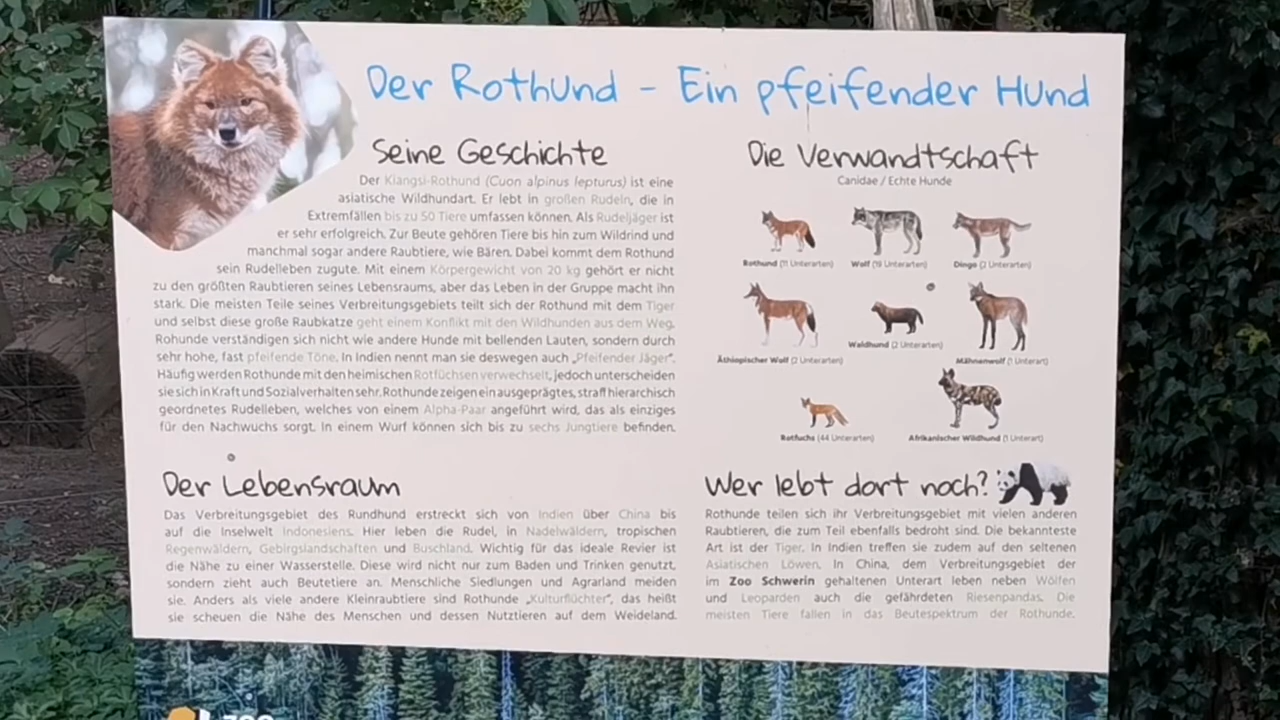 Der Rothund - Ein pfeifender Hund
Seine Geschichte
Der Kiangsi-Rothund (Cuon alpinus lepturus) ist eine
asiatische Wildhundart. Er lebt in großen Rudeln, die in
Extremfällen bis zu 50 Tiere umfassen können. Als Rudeljäger ist
er sehr erfolgreich. Zur Beute gehören Tiere bis hin zum Wildrind und
manchmal sogar andere Raubtiere, wie Bären. Dabei kommt dem Rothund
sein Rudelleben zugute. Mit einem Körpergewicht von 20 kg gehört er nicht
zu den größten Raubtieren seines Lebensraums, aber das Leben in der Gruppe macht ihn
stark. Die meisten Teile seines Verbreitungsgebiets teilt sich der Rothund mit dem Tiger
und selbst diese große Raubkatze geht einem Konflikt mit den Wildhunden aus dem Weg.
Rohunde verständigen sich nicht wie andere Hunde mit bellenden Lauten, sondern durch
sehr hohe, fast pfeifende Töne. In Indien nennt man sie deswegen auch „Pfeifender Jäger“.
Häufig werden Rothunde mit den heimischen Rotfüchsen verwechselt, jedoch unterscheiden
sie sich in Kraft und Sozialverhalten sehr. Rothunde zeigen ein ausgeprägtes, straff hierarchisch
geordnetes Rudelleben, welches von einem Alpha-Paar angeführt wird, das als einziges
für den Nachwuchs sorgt. In einem Wurf können sich bis zu sechs Jungtiere befinden.
Die Verwandtschaft
Canidae / Echte Hunde
Rothund (11 Unterarten) Wolf (19 Unterarten) Dingo (2 Unterarten)
Äthiopischer Wolf (2 Unterarten) Waldhund (2 Unterarten) Mähnenwolf (1 Unterart)
Rotfuchs (44 Unterarten) Afrikanischer Wildhund (1 Unterart)
Der Lebensraum
Das Verbreitungsgebiet des Rundhund erstreckt sich von Indien über China bis
auf die Inselwelt Indonesiens. Hier leben die Rudel, in Nadelwäldern, tropischen
Regenwäldern, Gebirgslandschaften und Buschland. Wichtig für das ideale Revier ist
die Nähe zu einer Wasserstelle. Diese wird nicht nur zum Baden und Trinken genutzt,
sondern zieht auch Beutetiere an. Menschliche Siedlungen und Agrarland meiden
sie. Anders als viele andere Kleinraubtiere sind Rothunde „Kulturflüchter“, das heißt
sie scheuen die Nähe des Menschen und dessen Nutztieren auf dem Weideland.
Wer lebt dort noch?
Rothunde teilen sich ihr Verbreitungsgebiet mit vielen anderen
Raubtieren, die zum Teil ebenfalls bedroht sind. Die bekannteste
Art ist der Tiger. In Indien treffen sie zudem auf den seltenen
Asiatischen Löwen. In China, dem Verbreitungsgebiet der
im Zoo Schwerin gehaltenen Unterart leben neben Wölfen
und Leoparden auch die gefährdeten Riesenpandas. Die
meisten Tiere fallen in das Beutespektrum der Rothunde.
ZOO